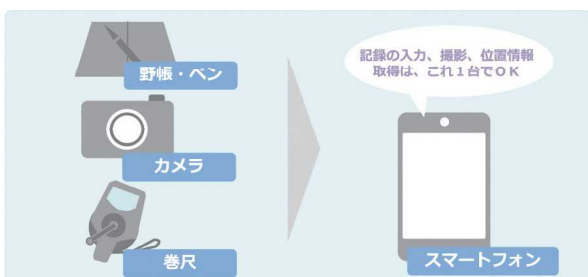 野帳・ペン
カメラ
巻尺
記録の入力、撮影、位置情報
取得は、これ１台でＯＫ
スマートフォン